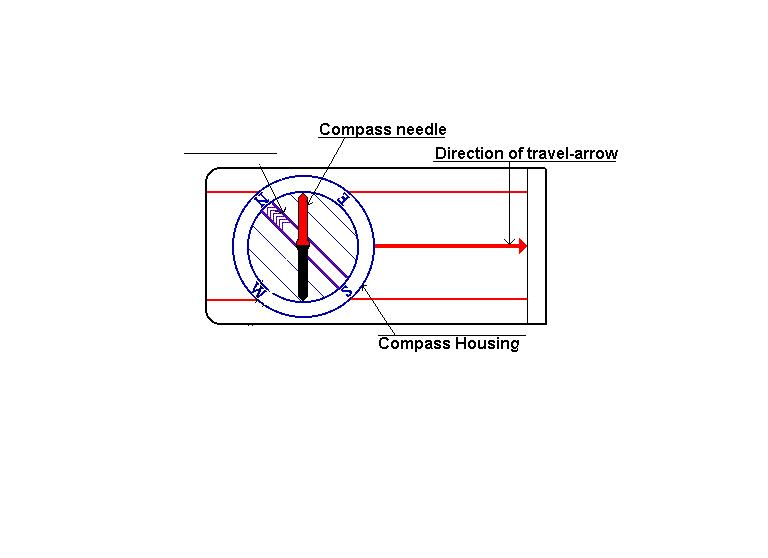 Compass needle
Direction of travel-arrow
N
E
W
S
Compass Housing